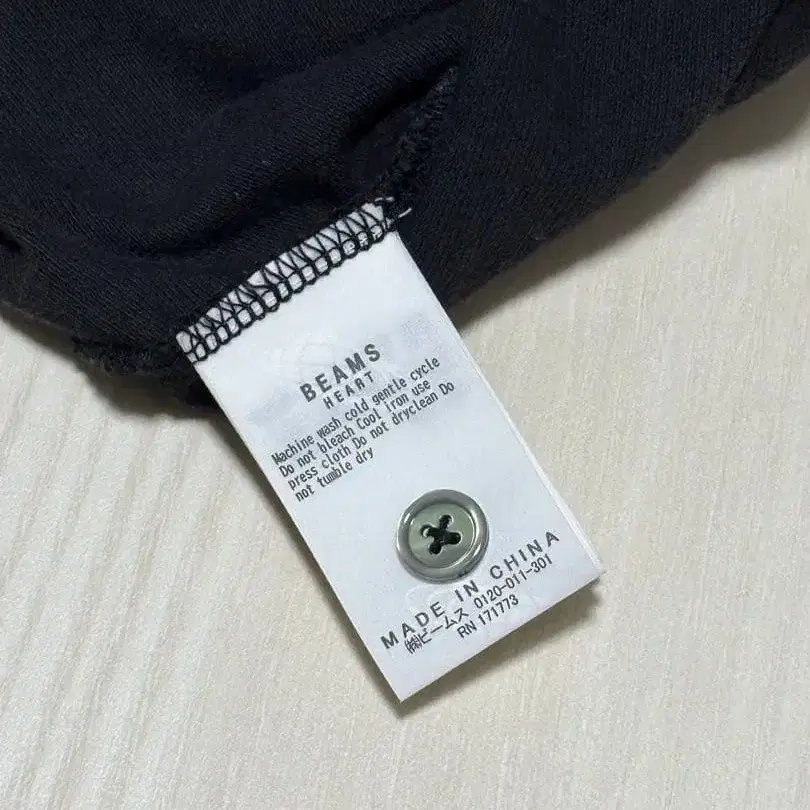 BEAMS
HEART
Machine wash cold gentle cycle
Do not bleach Cool iron use
press cloth Do not dryclean Do
not tumble dry
MADE IN CHINA
㈱ビームス 0120-011-301
RN 171773